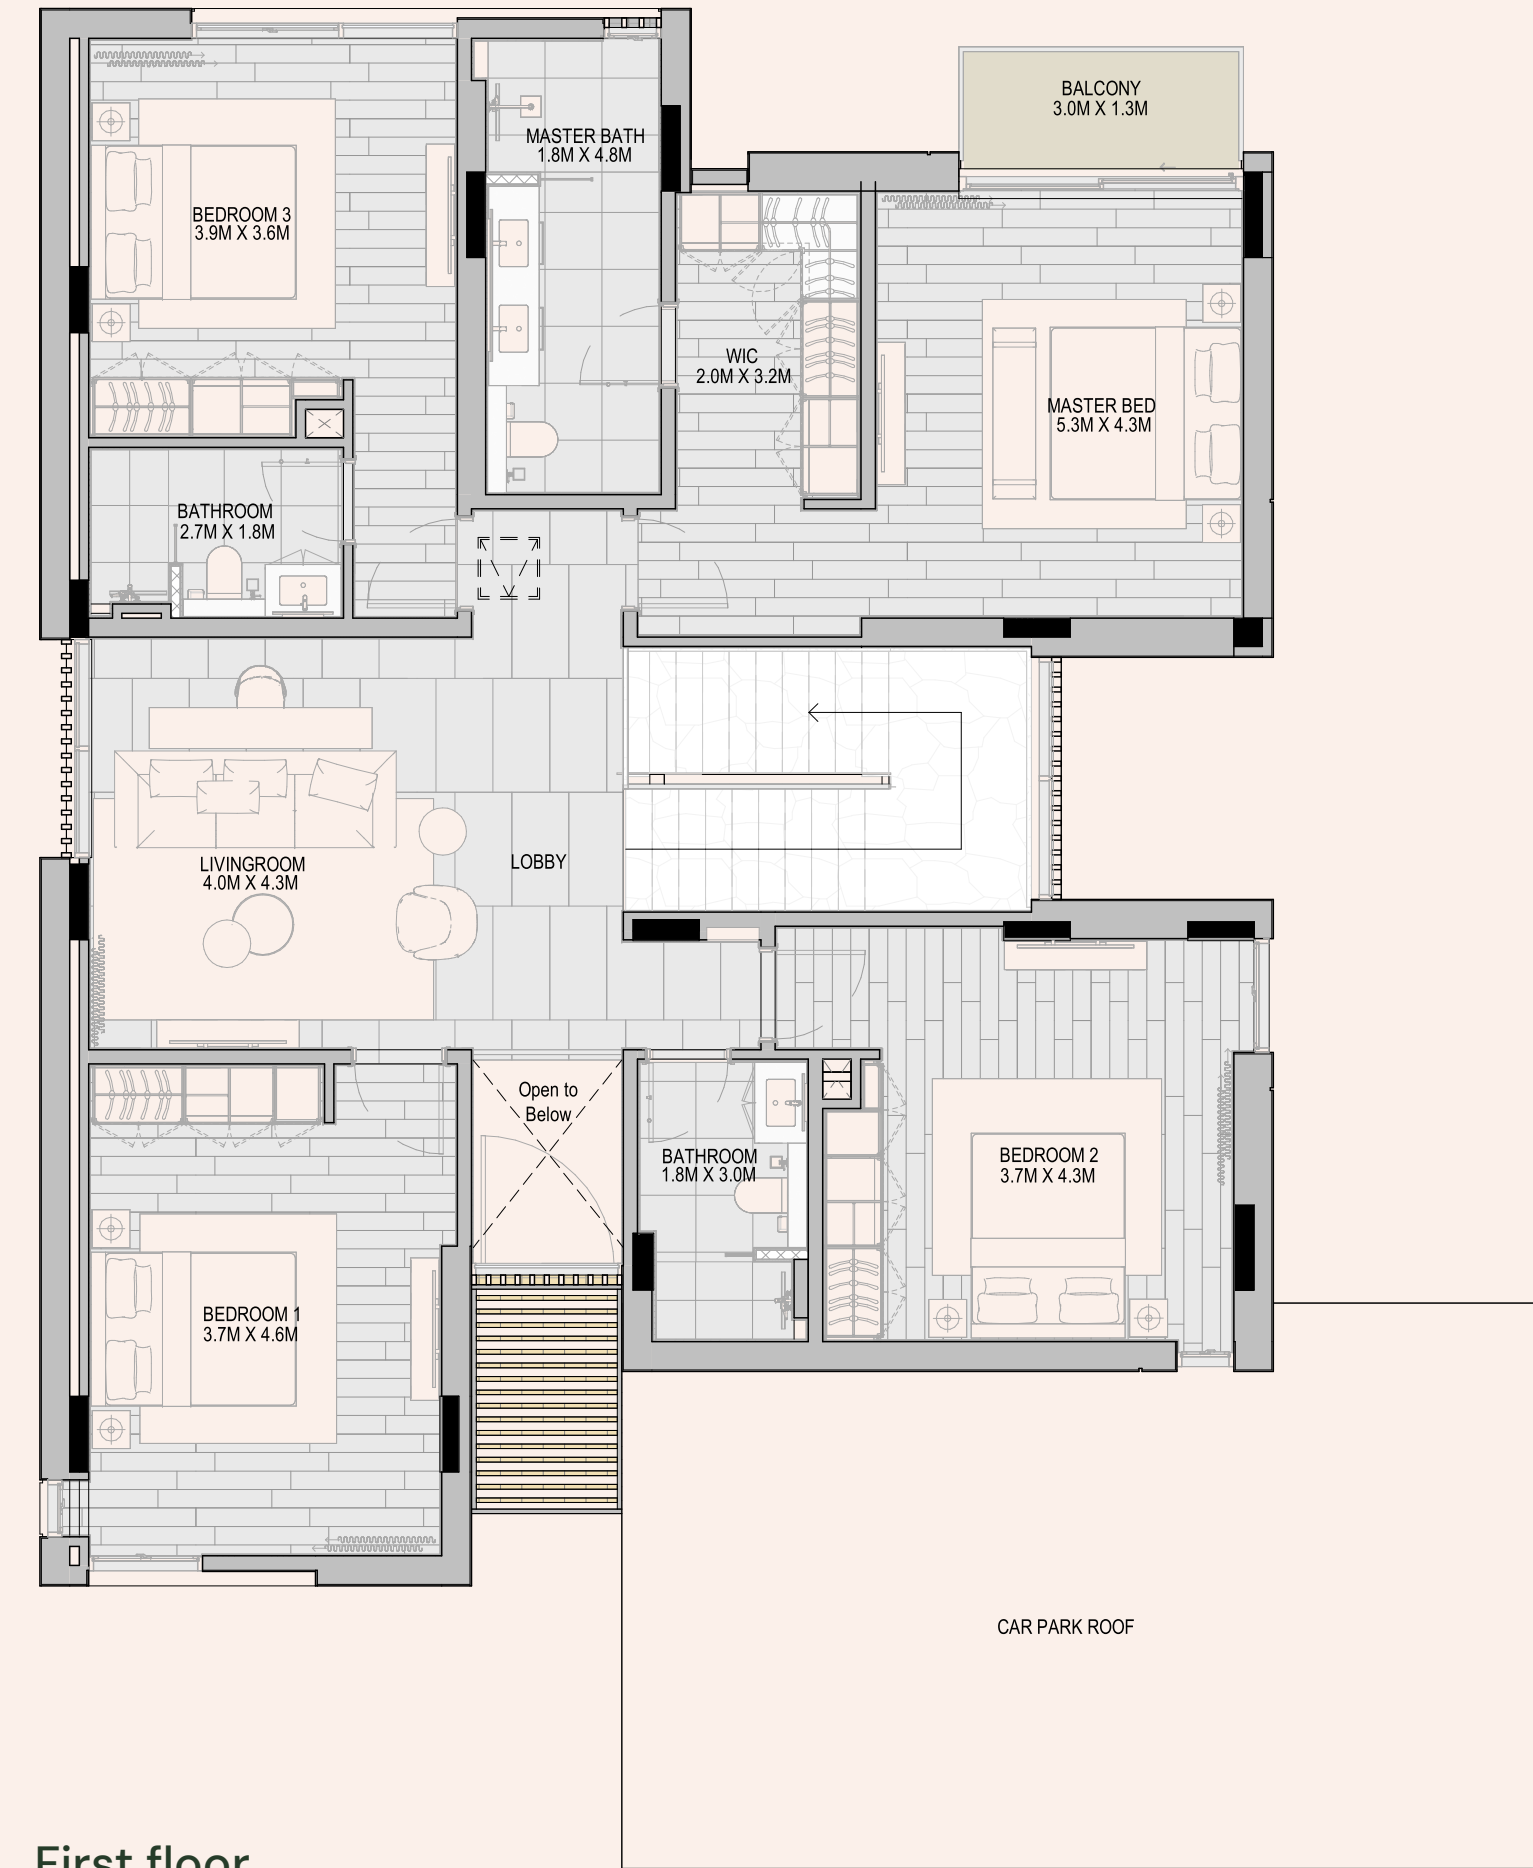 BALCONY
3.0M X 1.3M
MASTER BATH
1.8M X 4.8M
BEDROOM 3
3.9M X 3.6M
WIC
2.0M X 3.2M
MASTER BED
5.3M X 4.3M
BATHROOM
2.7M X 1.8M
LIVINGROOM
4.0M X 4.3M
LOBBY
Open to
Below
BATHROOM
1.8M X 3.0M
BEDROOM 2
3.7M X 4.3M
BEDROOM 1
3.7M X 4.6M
CAR PARK ROOF
First floor